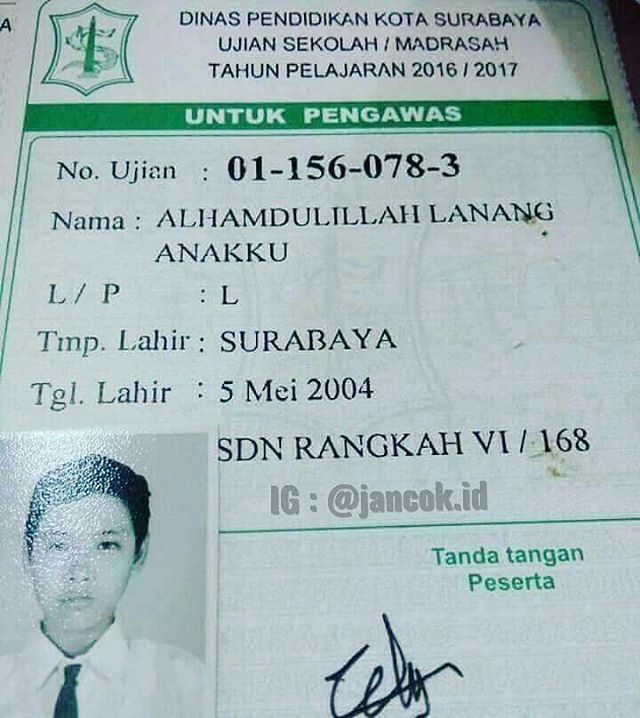 A
DINAS PENDIDIKAN KOTA SURABAYA
UJIAN SEKOLAH / MADRASAH
TAHUN PELAJARAN 2016 / 2017
UNTUK PENGAWAS
No. Ujian : 01-156-078-3
Nama : ALHAMDULILLAH LANANG
ANAKKU
L / P : L
Tmp. Lahir : SURABAYA
Tgl. Lahir : 5 Mei 2004
SDN RANGKAH VI / 168
IG : @jancok.id
Tanda tangan
Peserta